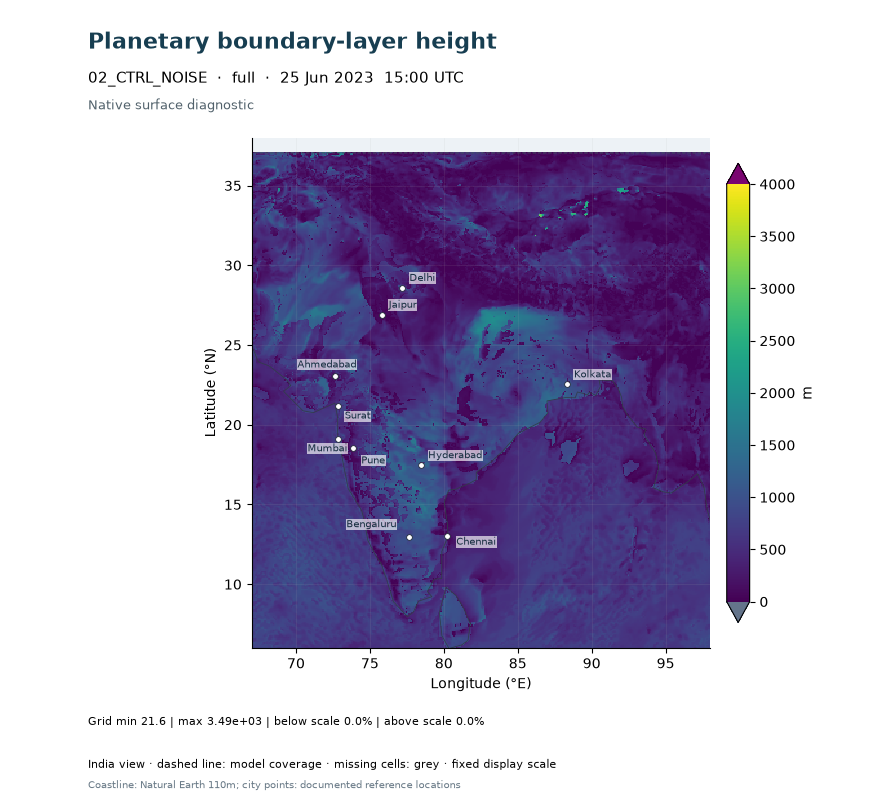 Planetary boundary-layer height
02_CTRL_NOISE · full · 25 Jun 2023 15:00 UTC
Native surface diagnostic
35
30
25
20
15
10
Latitude (°N)
Delhi
Jaipur
Ahmedabad
Kolkata
Surat
Mumbai
Pune
Hyderabad
Bengaluru
Chennai
70
75
80
85
90
95
Longitude (°E)
4000
3500
3000
2500
2000
1500
1000
500
0
m
Grid min 21.6 | max 3.49e+03 | below scale 0.0% | above scale 0.0%
India view · dashed line: model coverage · missing cells: grey · fixed display scale
Coastline: Natural Earth 110m; city points: documented reference locations